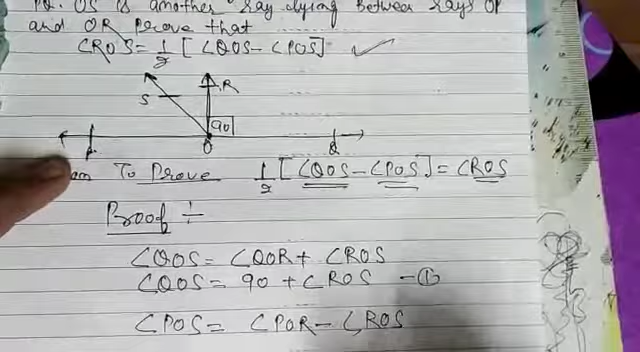 PQ. OS is another ray lying between rays OP
and OR Prove that
∠ROS = 1/2 [∠QOS - ∠POS]
S
R
90
P
O
Q
To Prove 1/2 [∠QOS - ∠POS] = ∠ROS
Proof ÷
∠QOS = ∠QOR + ∠ROS
∠QOS = 90 + ∠ROS - ①
∠POS = ∠POR - ∠ROS